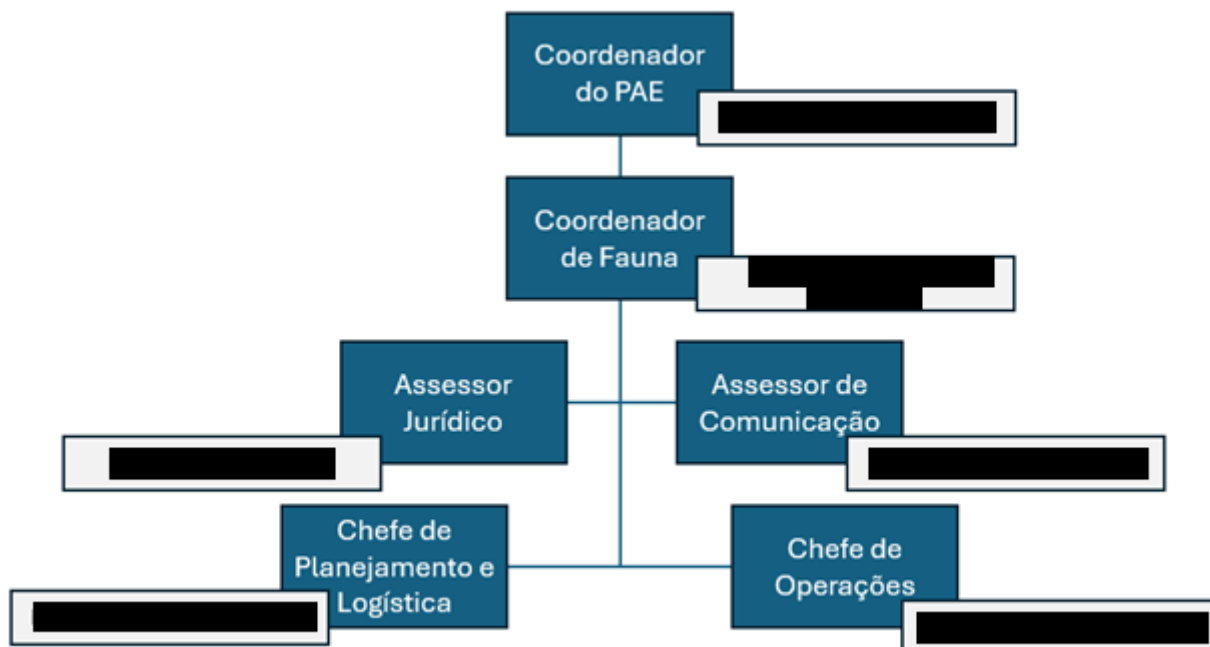 Coordenador
do PAE
Coordenador
de Fauna
Assessor
Jurídico
Assessor de
Comunicação
Chefe de
Planejamento e
Logística
Chefe de
Operações